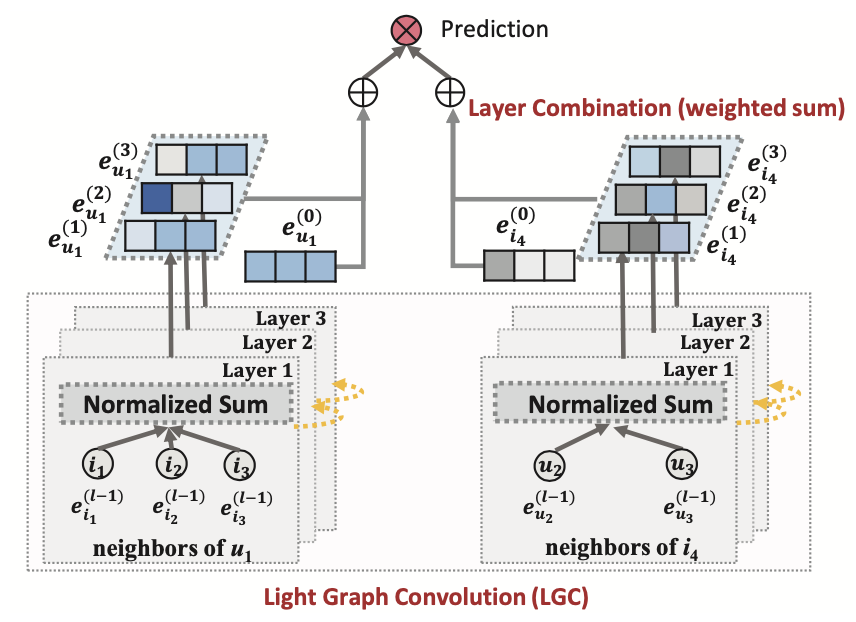 Prediction
Layer Combination (weighted sum)
e_{u_1}^{(3)}
e_{u_1}^{(2)}
e_{u_1}^{(1)}
e_{u_1}^{(0)}
e_{i_4}^{(0)}
e_{i_4}^{(3)}
e_{i_4}^{(2)}
e_{i_4}^{(1)}
Layer 3
Layer 2
Layer 1
Normalized Sum
i_1 i_2 i_3
e_{i_1}^{(l-1)} e_{i_2}^{(l-1)} e_{i_3}^{(l-1)}
neighbors of u_1
Layer 3
Layer 2
Layer 1
Normalized Sum
u_2 u_3
e_{u_2}^{(l-1)} e_{u_3}^{(l-1)}
neighbors of i_4
Light Graph Convolution (LGC)